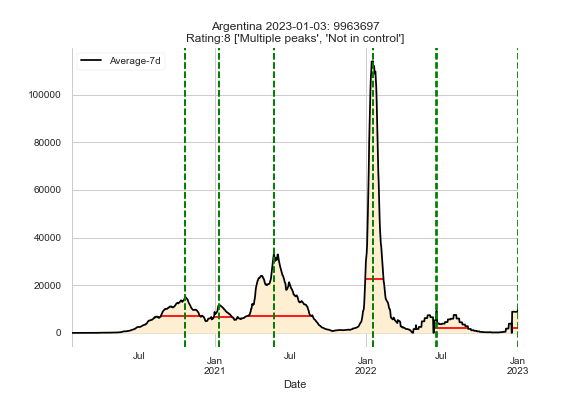 Argentina 2023-01-03: 9963697
Rating:8 ['Multiple peaks', 'Not in control']
Average-7d
100000
80000
60000
40000
20000
0
Jul
Jan
2021
Jul
Jan
2022
Jul
Jan
2023
Date